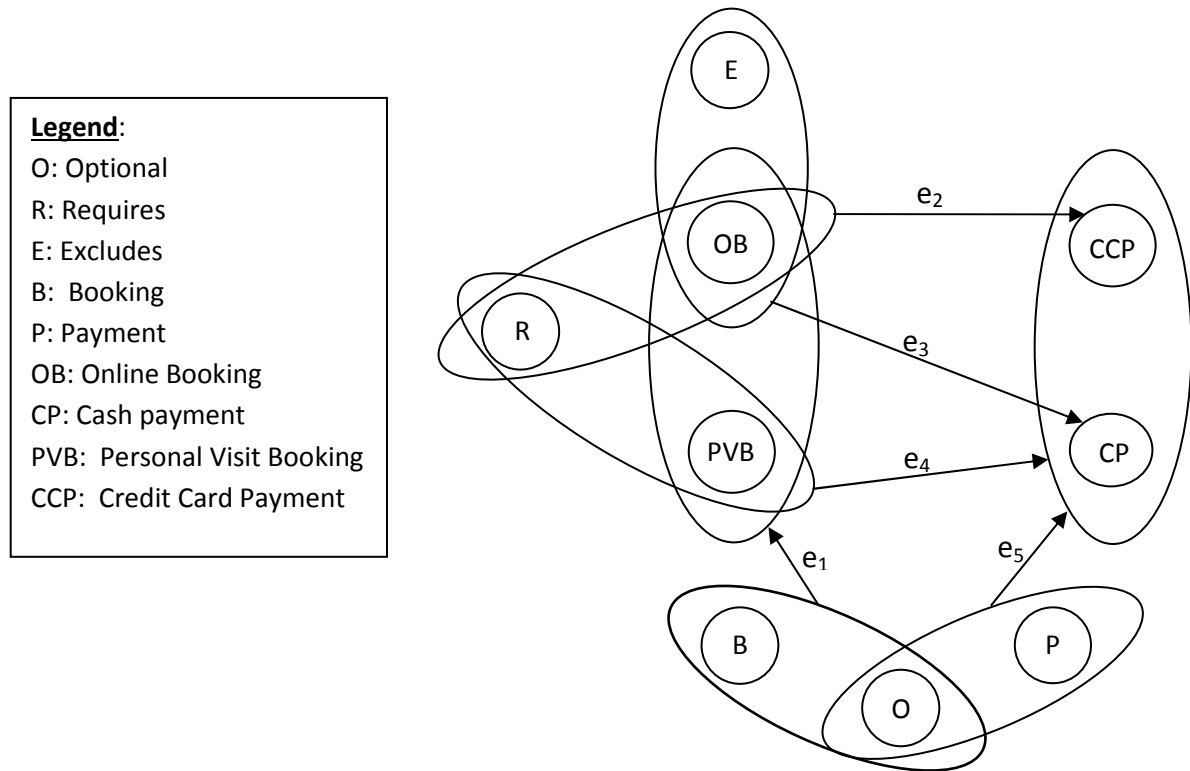 Legend:
O: Optional
R: Requires
E: Excludes
B: Booking
P: Payment
OB: Online Booking
CP: Cash payment
PVB: Personal Visit Booking
CCP: Credit Card Payment
E
e₂
OB
CCP
R
e₃
PVB
e₄
CP
e₁
e₅
B
P
O